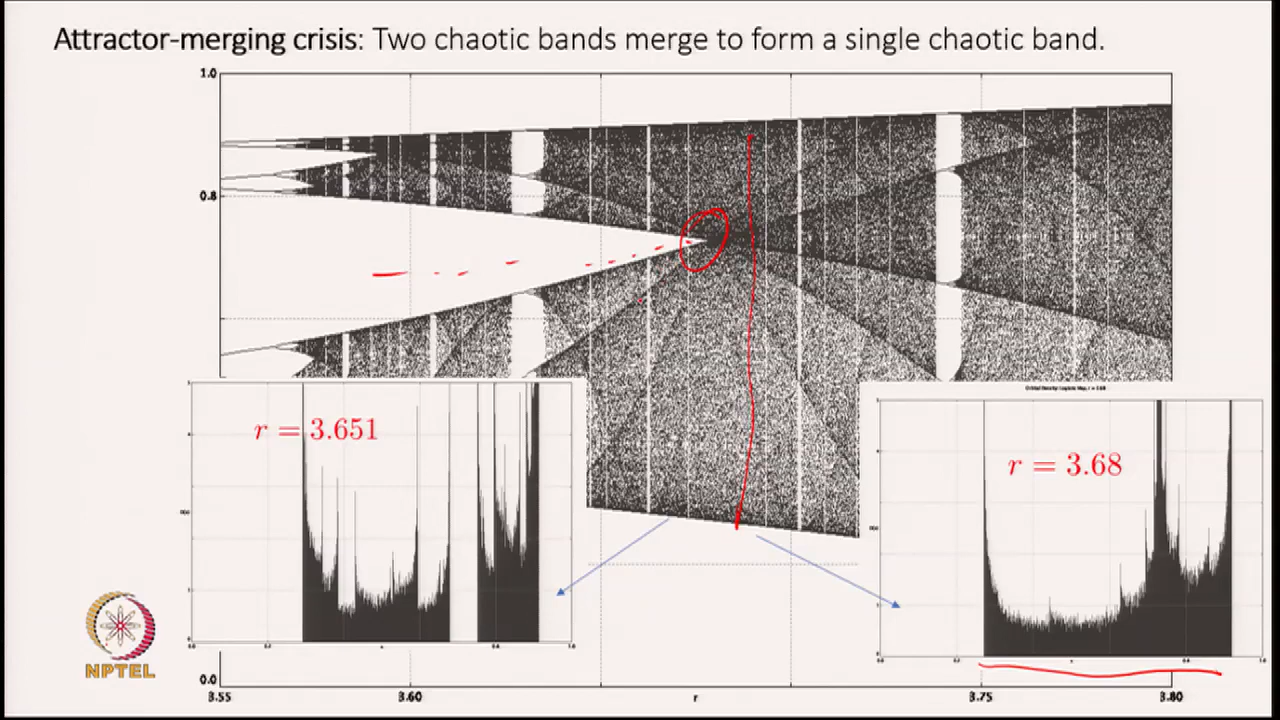 Attractor-merging crisis: Two chaotic bands merge to form a single chaotic band.
1.0
0.8
r = 3.651
r = 3.68
NPTEL
0.0
3.55 3.60 r 3.75 3.80